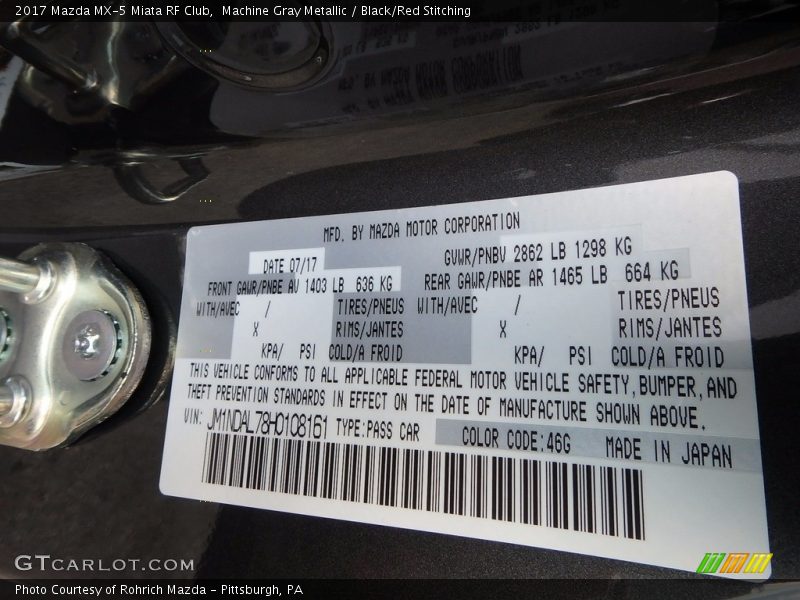 2017 Mazda MX-5 Miata RF Club, Machine Gray Metallic / Black/Red Stitching
MFD. BY MAZDA MOTOR CORPORATION
DATE 07/17 GVWR/PNBV 2862 LB 1298 KG
FRONT GAWR/PNBE AV 1403 LB 636 KG REAR GAWR/PNBE AR 1465 LB 664 KG
WITH/AVEC / TIRES/PNEUS WITH/AVEC / TIRES/PNEUS
X RIMS/JANTES X RIMS/JANTES
KPA/ PSI COLD/A FROID KPA/ PSI COLD/A FROID
THIS VEHICLE CONFORMS TO ALL APPLICABLE FEDERAL MOTOR VEHICLE SAFETY, BUMPER, AND
THEFT PREVENTION STANDARDS IN EFFECT ON THE DATE OF MANUFACTURE SHOWN ABOVE.
VIN: JM1NDAL78H0108161 TYPE:PASS CAR COLOR CODE:46G MADE IN JAPAN
GTCARLOT.COM
Photo Courtesy of Rohrich Mazda - Pittsburgh, PA